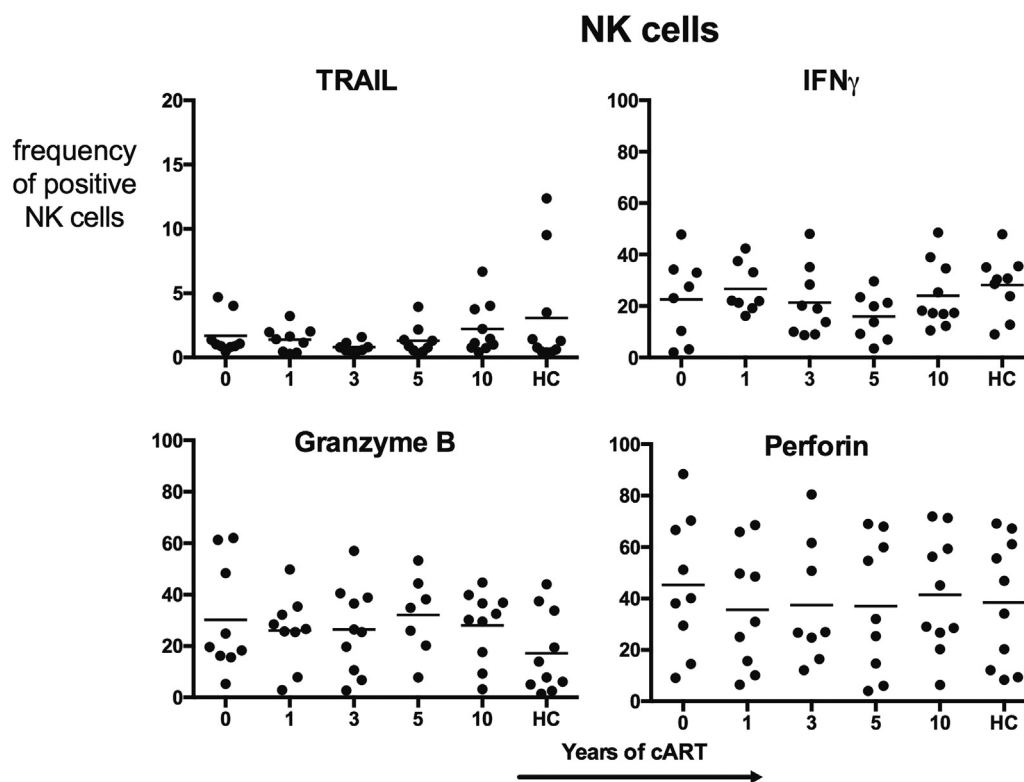 NK cells
TRAIL
frequency
of positive
NK cells
20
15
10
5
0
0 1 3 5 10 HC
IFNγ
100
80
60
40
20
0
0 1 3 5 10 HC
Granzyme B
100
80
60
40
20
0
0 1 3 5 10 HC
Perforin
100
80
60
40
20
0
0 1 3 5 10 HC
Years of cART